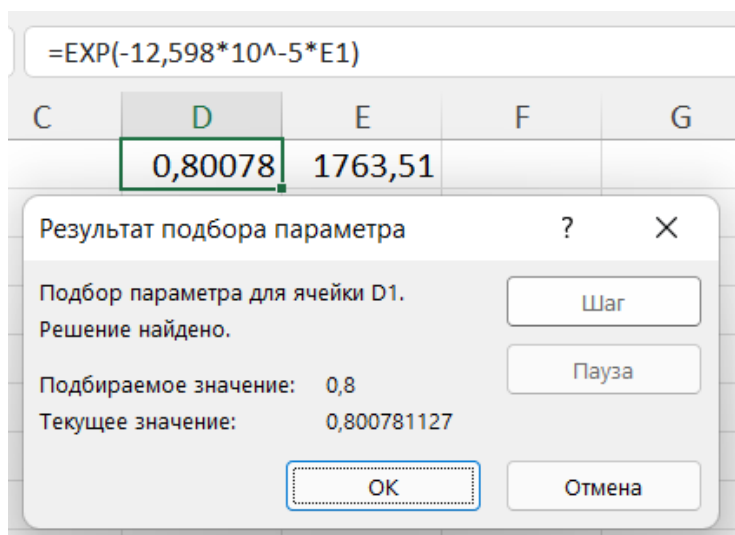 =EXP(-12,598*10^-5*E1)
C D E F G
0,80078 1763,51
Результат подбора параметра ?
Подбор параметра для ячейки D1.
Решение найдено.
Шаг
Пауза
Подбираемое значение: 0,8
Текущее значение: 0,800781127
ОК Отмена